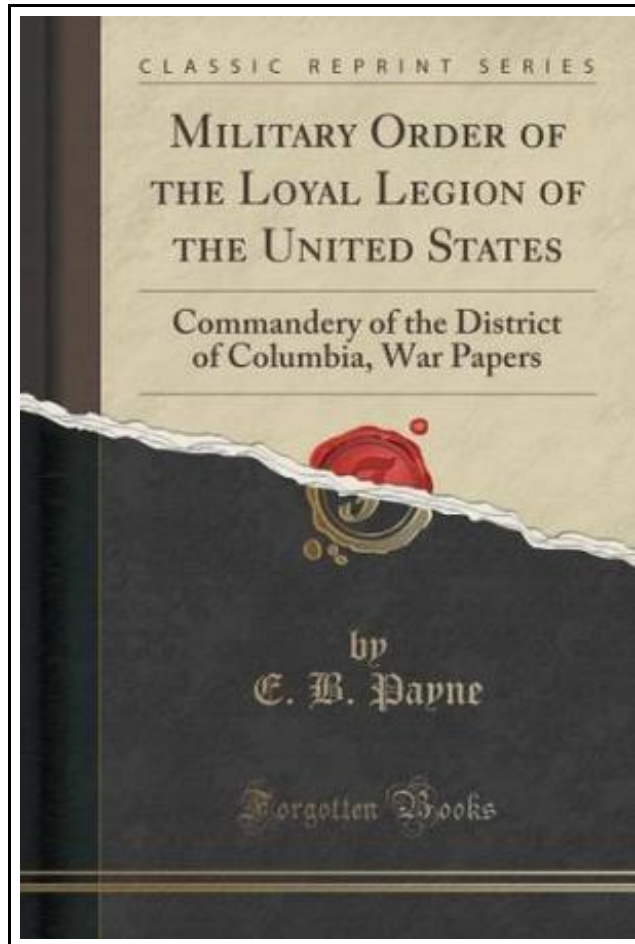 CLASSIC REPRINT SERIES
MILITARY ORDER OF
THE LOYAL LEGION OF
THE UNITED STATES
Commandery of the District
of Columbia, War Papers
by
E. B. Payne
Forgotten Books